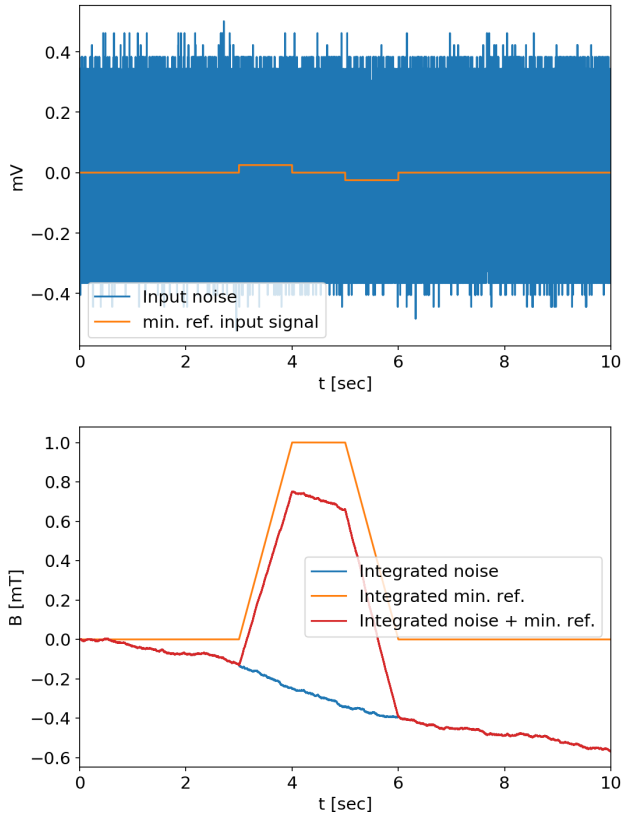 0.4
0.2
0.0
−0.2
−0.4
mV
Input noise
min. ref. input signal
0 2 4 6 8 10
t [sec]
1.0
0.8
0.6
0.4
0.2
0.0
−0.2
−0.4
−0.6
B [mT]
Integrated noise
Integrated min. ref.
Integrated noise + min. ref.
0 2 4 6 8 10
t [sec]